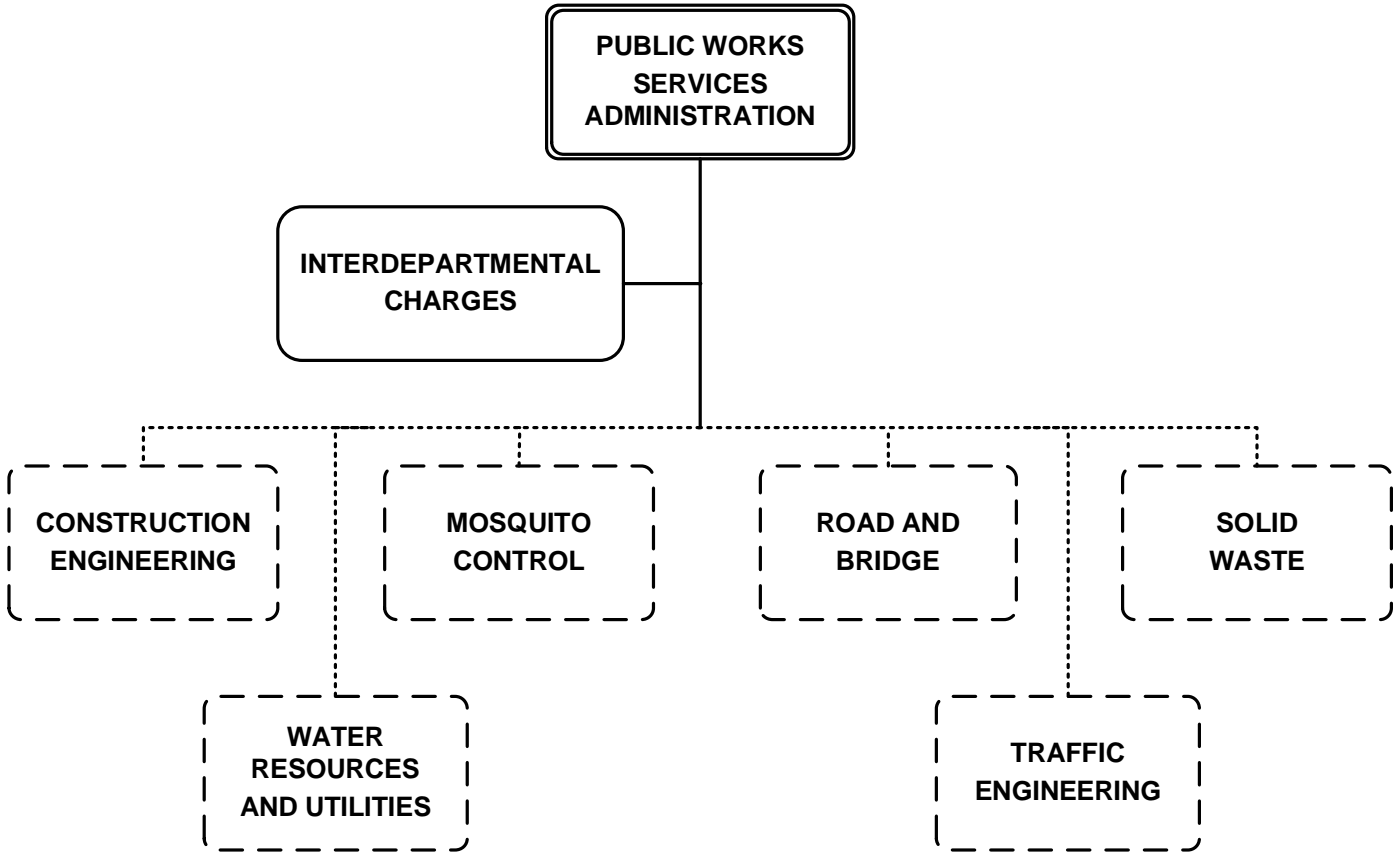 PUBLIC WORKS
SERVICES
ADMINISTRATION
INTERDEPARTMENTAL
CHARGES
CONSTRUCTION
ENGINEERING
MOSQUITO
CONTROL
ROAD AND
BRIDGE
SOLID
WASTE
WATER
RESOURCES
AND UTILITIES
TRAFFIC
ENGINEERING